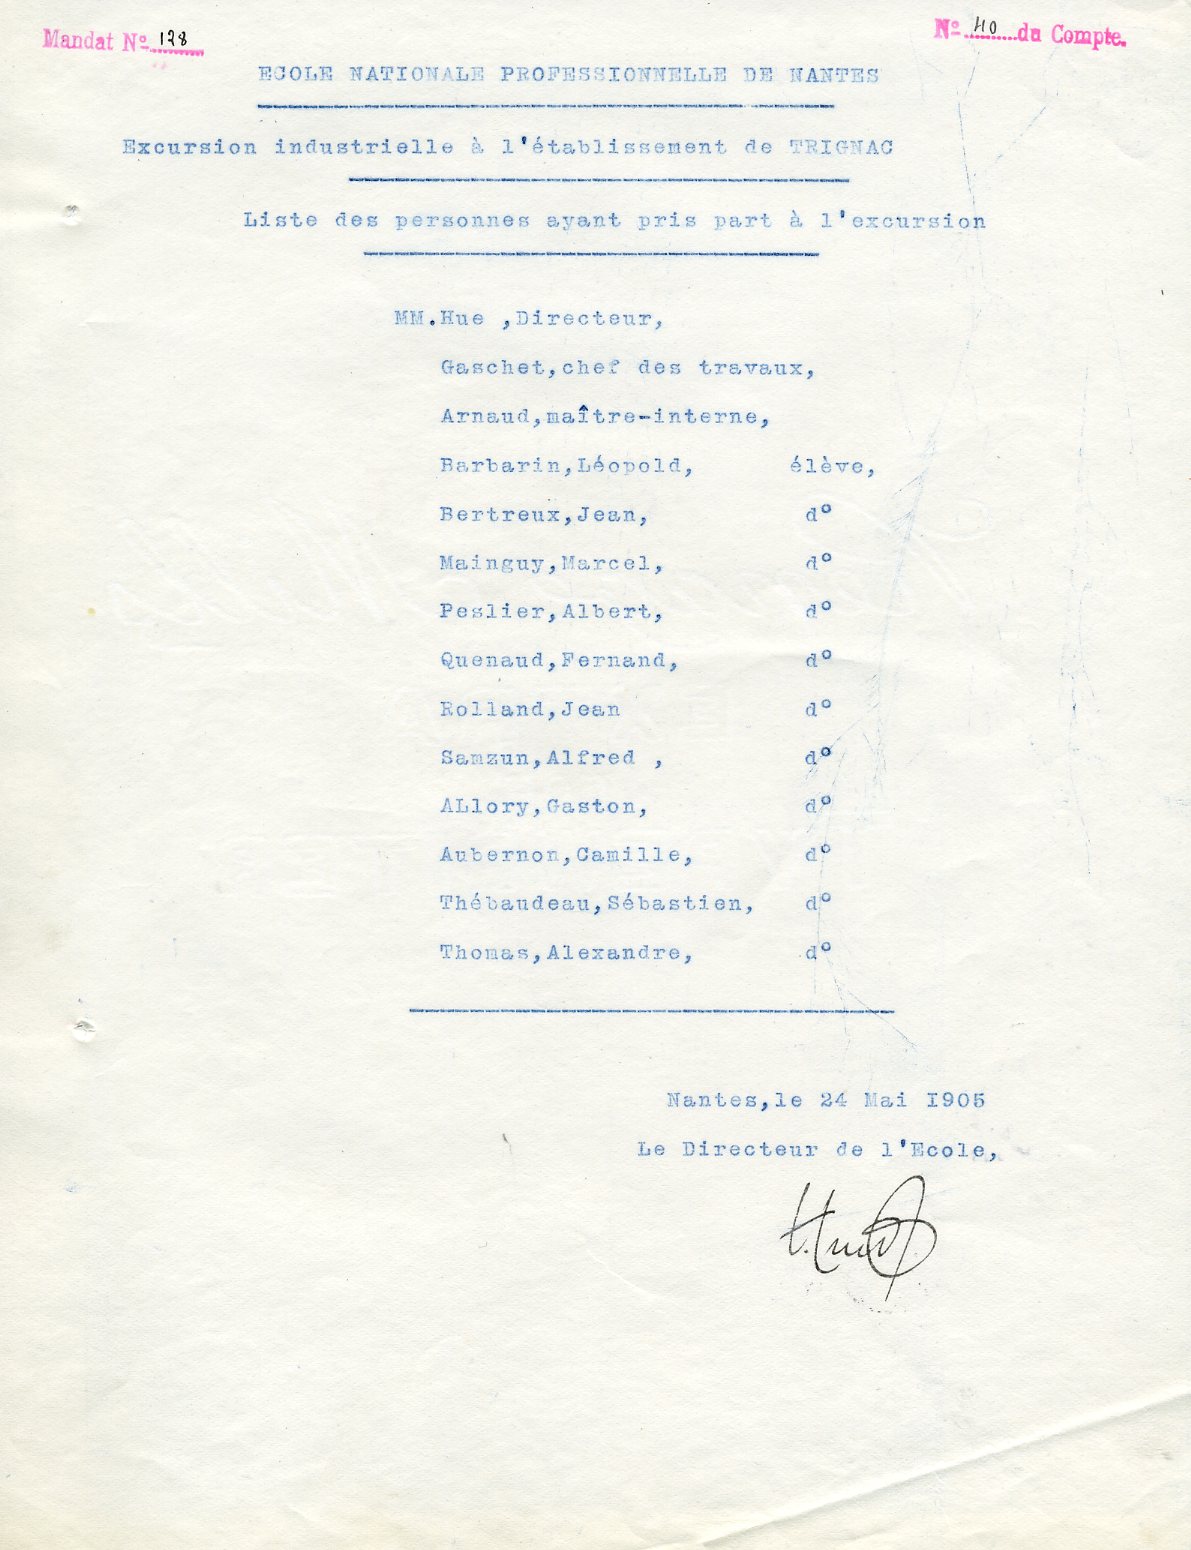 Mandat Nº 128
Nº 40 du Compte.
ECOLE NATIONALE PROFESSIONNELLE DE NANTES
Excursion industrielle à l'établissement de TRIGNAC
Liste des personnes ayant pris part à l'excursion
MM.Hue ,Directeur,
Gaschet,chef des travaux,
Arnaud,maître-interne,
Barbarin,Léopold, élève,
Bertreux,Jean, d°
Mainguy,Marcel, d°
Peslier,Albert, d°
Quenaud,Fernand, d°
Rolland,Jean d°
Samzun,Alfred , d°
ALlory,Gaston, d°
Aubernon,Camille, d°
Thébaudeau,Sébastien, d°
Thomas,Alexandre, d°
Nantes,le 24 Mai I905
Le Directeur de l'Ecole,